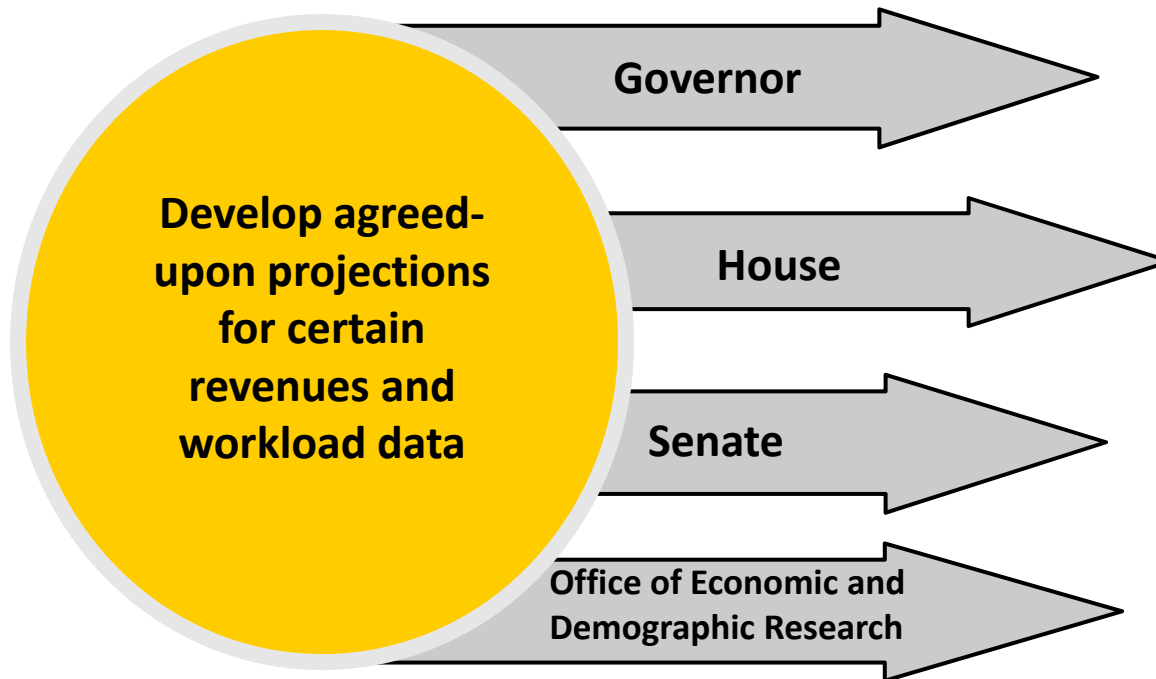 Governor
Develop agreed-
upon projections
for certain
revenues and
workload data
House
Senate
Office of Economic and
Demographic Research